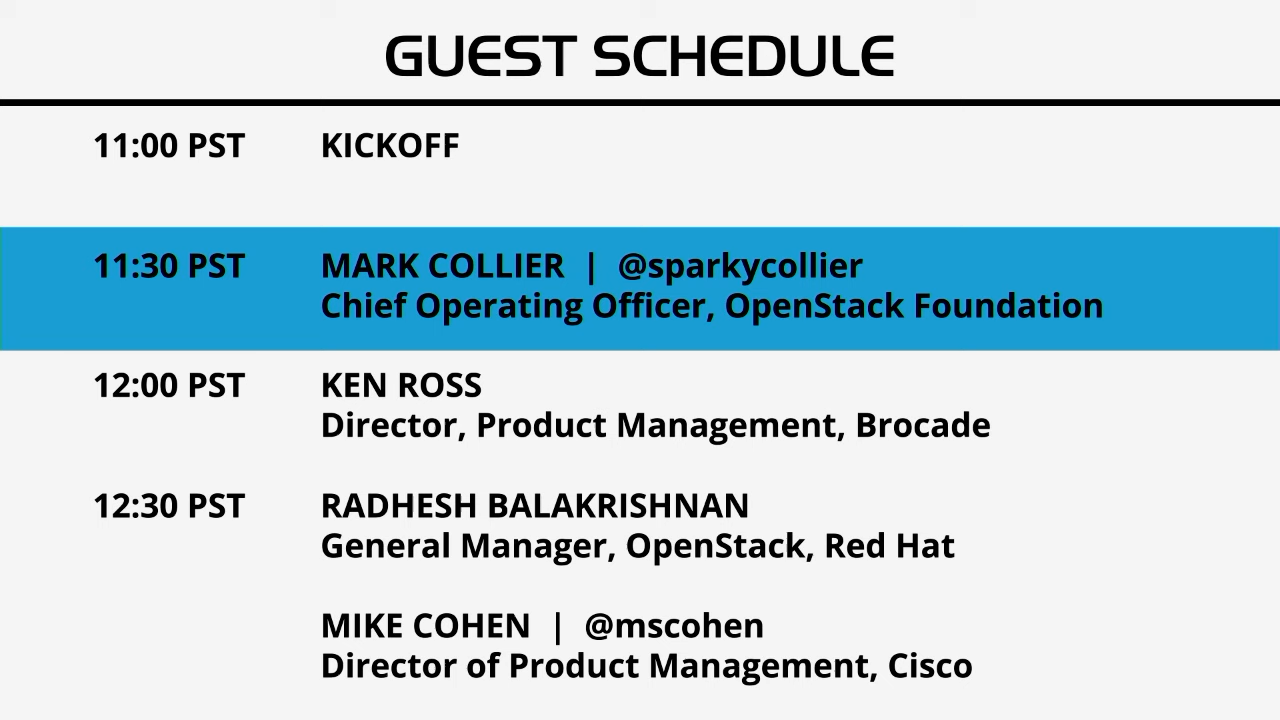 GUEST SCHEDULE
11:00 PST KICKOFF
11:30 PST MARK COLLIER | @sparkycollier
Chief Operating Officer, OpenStack Foundation
12:00 PST KEN ROSS
Director, Product Management, Brocade
12:30 PST RADHESH BALAKRISHNAN
General Manager, OpenStack, Red Hat
MIKE COHEN | @mscohen
Director of Product Management, Cisco